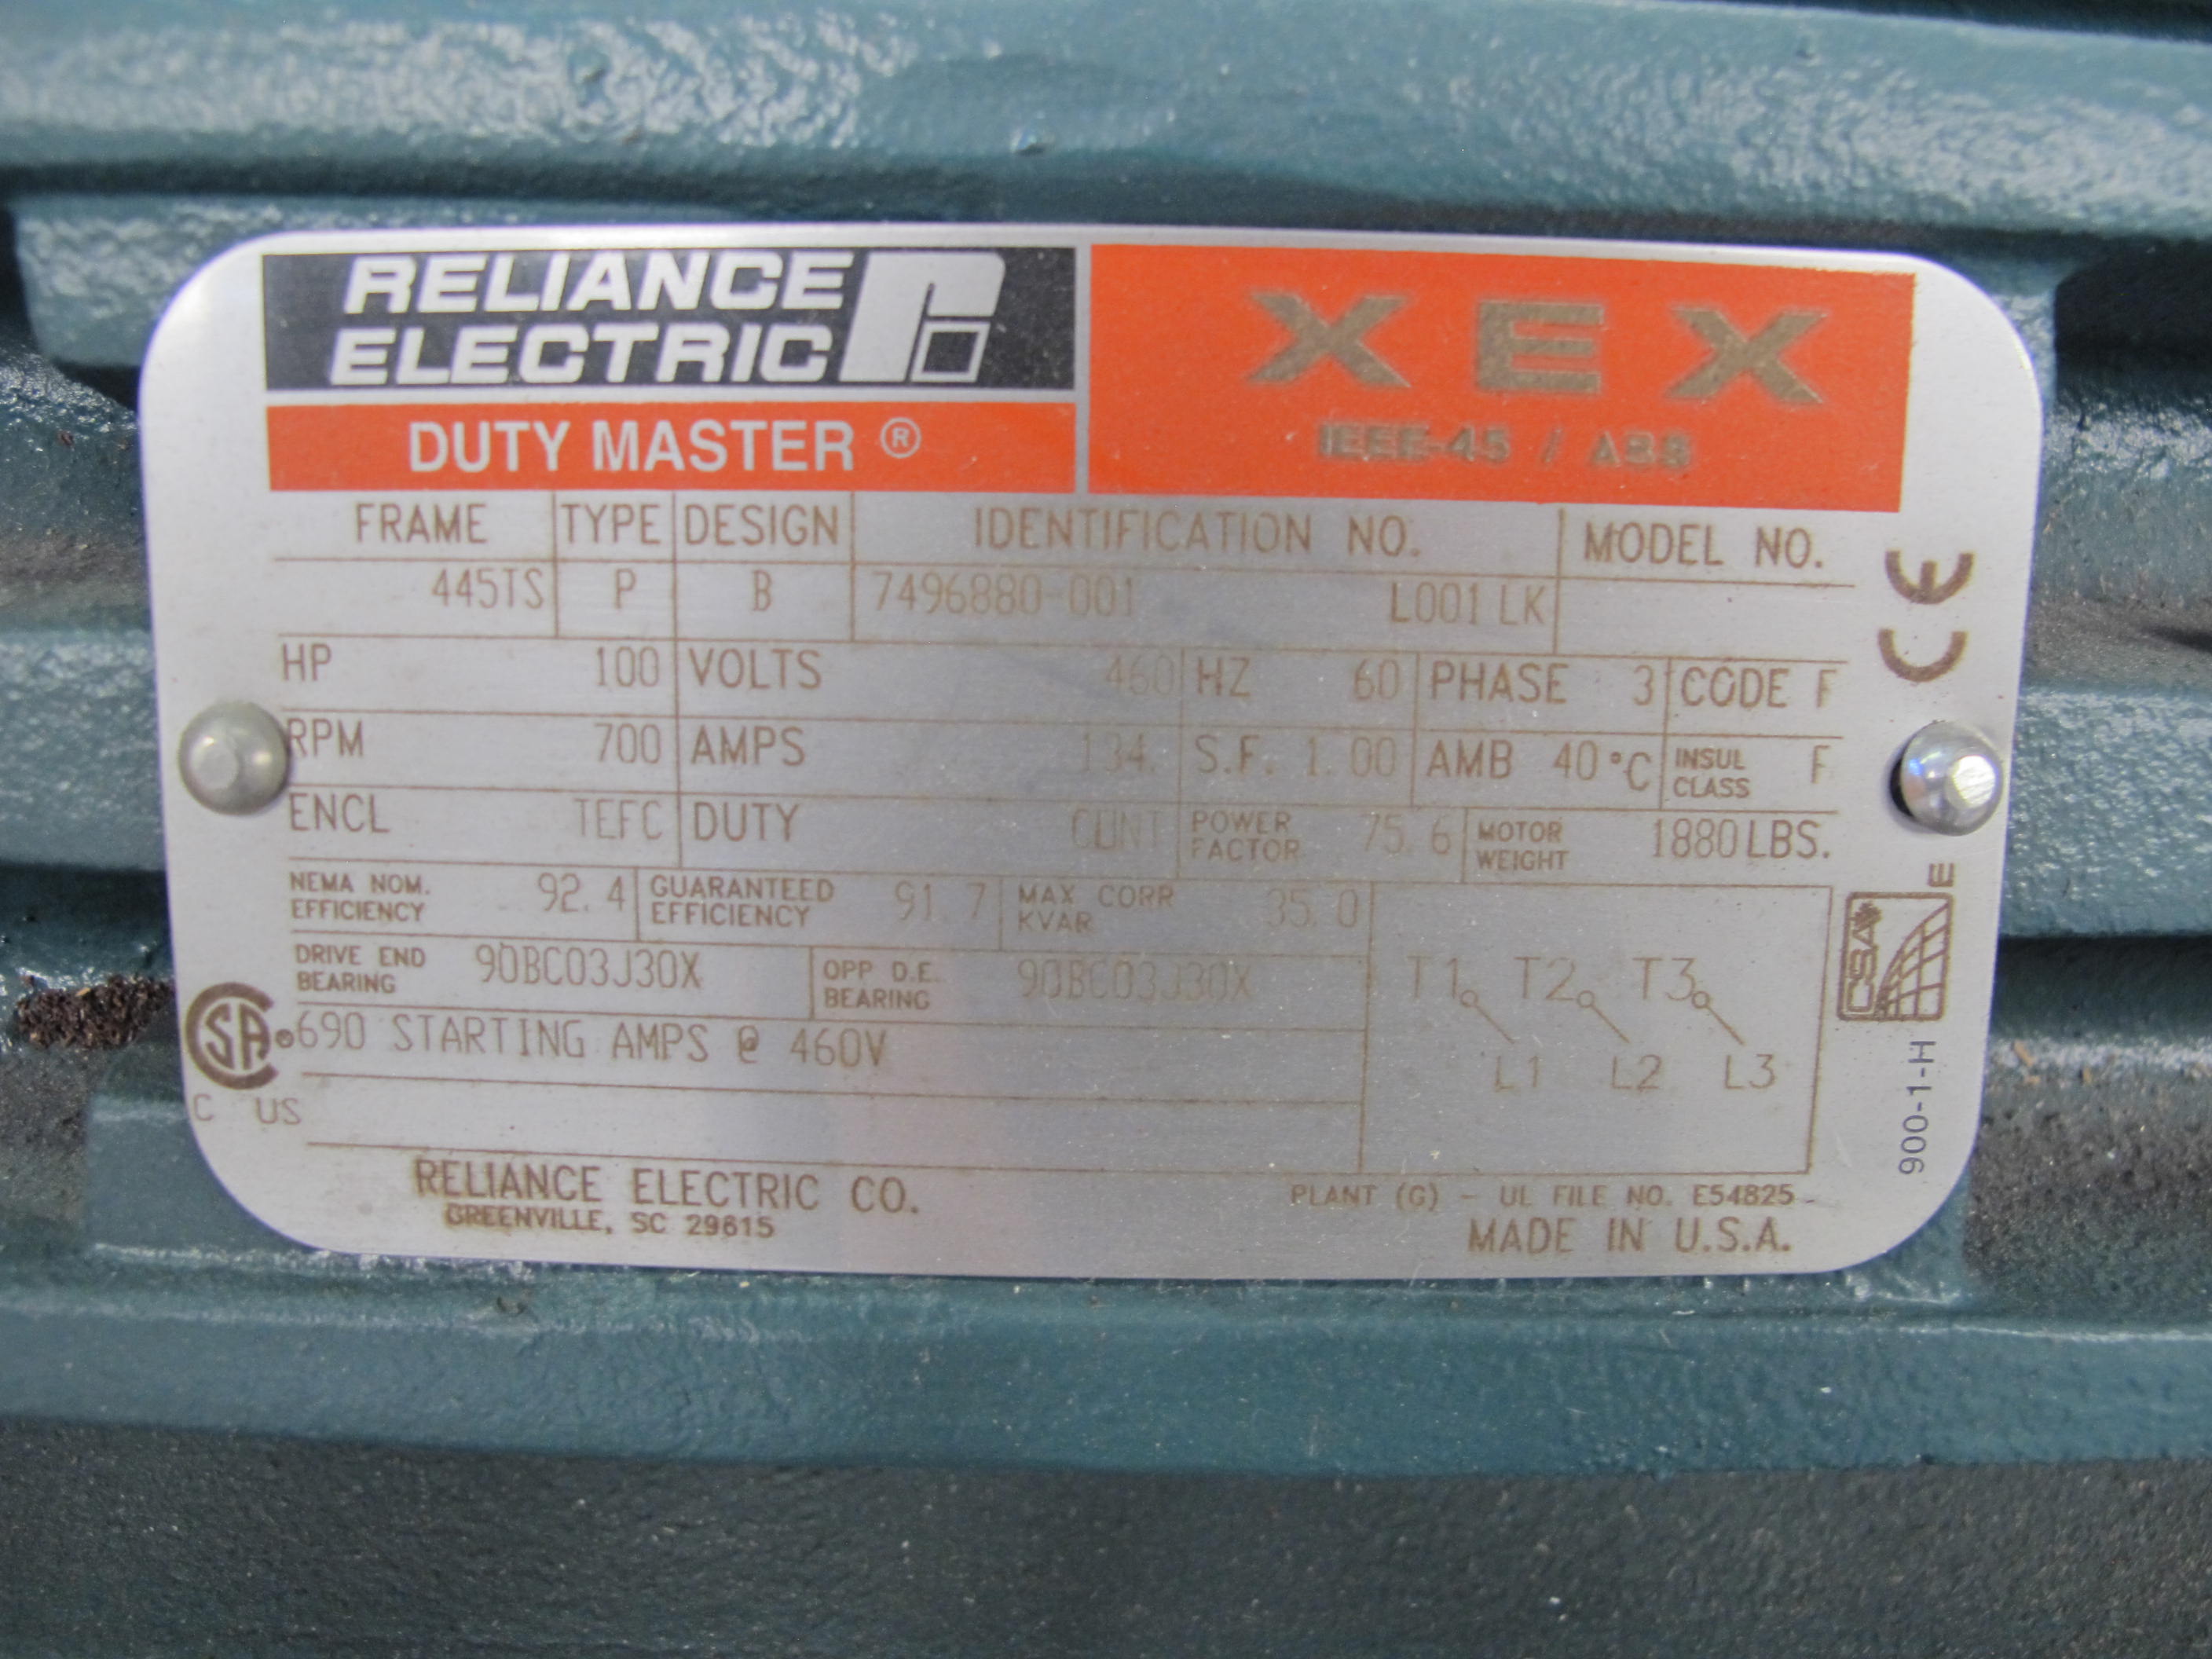 RELIANCE
ELECTRIC
DUTY MASTER ®
XEX
IEEE-45 / ABS
FRAME TYPE DESIGN IDENTIFICATION NO. MODEL NO.
445TS P B 7496880-001 L001 LK
HP 100 VOLTS 460 HZ 60 PHASE 3 CODE F
RPM 700 AMPS 134. S.F. 1.00 AMB 40°C INSUL CLASS F
ENCL TEFC DUTY CONT POWER FACTOR 75.6 MOTOR WEIGHT 1880 LBS.
NEMA NOM. EFFICIENCY 92.4 GUARANTEED EFFICIENCY 91.7 MAX CORR KVAR 35.0
DRIVE END BEARING 90BC03J30X OPP D.E. BEARING 90BC03J30X
690 STARTING AMPS @ 460V
T1 T2 T3
L1 L2 L3
RELIANCE ELECTRIC CO.
GREENVILLE, SC 29615
PLANT (G) - UL FILE NO. E54825
MADE IN U.S.A.
CE
CSA E
900-1-H
SA®
C US